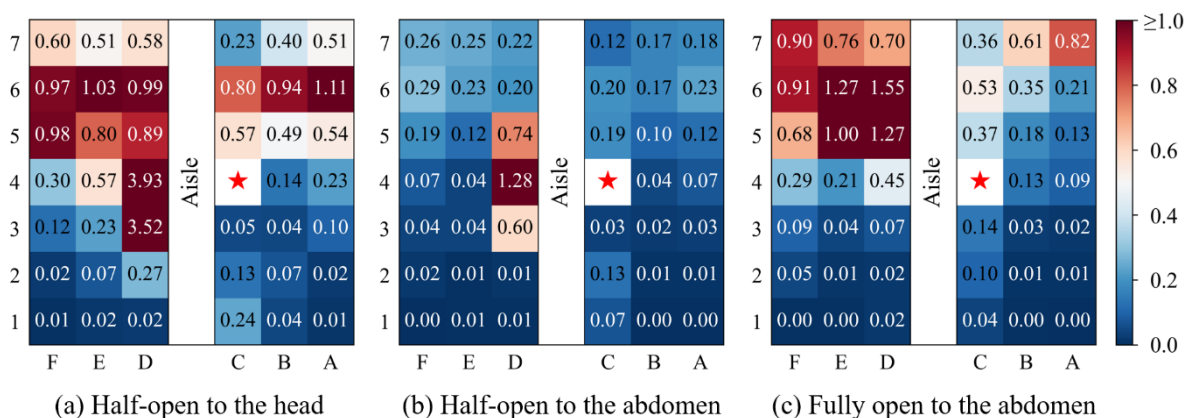 7 0.60 0.51 0.58 0.23 0.40 0.51
6 0.97 1.03 0.99 0.80 0.94 1.11
5 0.98 0.80 0.89 0.57 0.49 0.54
4 0.30 0.57 3.93 Aisle 0.14 0.23
3 0.12 0.23 3.52 0.05 0.04 0.10
2 0.02 0.07 0.27 0.13 0.07 0.02
1 0.01 0.02 0.02 0.24 0.04 0.01
F E D C B A
(a) Half-open to the head
7 0.26 0.25 0.22 0.12 0.17 0.18
6 0.29 0.23 0.20 0.20 0.17 0.23
5 0.19 0.12 0.74 0.19 0.10 0.12
4 0.07 0.04 1.28 Aisle 0.04 0.07
3 0.04 0.04 0.60 0.03 0.02 0.03
2 0.02 0.01 0.01 0.13 0.01 0.01
1 0.00 0.01 0.01 0.07 0.00 0.00
F E D C B A
(b) Half-open to the abdomen
7 0.90 0.76 0.70 0.36 0.61 0.82
6 0.91 1.27 1.55 0.53 0.35 0.21
5 0.68 1.00 1.27 0.37 0.18 0.13
4 0.29 0.21 0.45 Aisle 0.13 0.09
3 0.09 0.04 0.07 0.14 0.03 0.02
2 0.05 0.01 0.02 0.10 0.01 0.01
1 0.00 0.00 0.02 0.04 0.00 0.00
F E D C B A
(c) Fully open to the abdomen
≥1.0
0.8
0.6
0.4
0.2
0.0